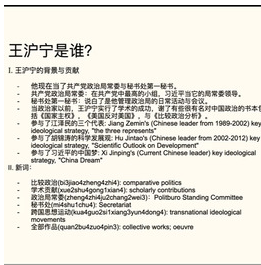 王沪宁是谁?
I. 王沪宁的背景与贡献
- 他现在当了共产党政治局常委与秘书处第一秘书。
- 共产党政治局常委：在共产党中最高的小组，习近平当它的局常委领导。
- 秘书处第一秘书：说白了是他管理政治局的日常活动与会议。
- 当政治家以前，王沪宁实行了学术的成功，谢了有些很有名对中国政治的书本包
括《国家主权》，《美国反对美国》，与《比较政治分析》。
- 参与了江泽民的三个代表: Jiang Zemin's (Chinese leader from 1989-2002) key
ideological strategy, "the three represents"
- 参与了胡锦涛的科学发展观: Hu Jintao's (Chinese leader from 2002-2012) key
ideological strategy, "Scientific Outlook on Development"
- 参与了习近平的中国梦: Xi Jinping's (Current Chinese leader) key ideological
strategy, "China Dream"
II. 新词：
- 比较政治(bi3jiao4zheng4zhi4): comparative politics
- 学术贡献(xue2shu4gong1xian4): scholarly contributions
- 政治局常委(zheng4zhi4ju2chang2wei3): Politburo Standing Committee
- 秘书处(mi4shu1chu4): Secretariat
- 跨国思想运动(kua4guo2si1xiang3yun4dong4): transnational ideological
movements
- 全部作品(quan2bu4zuo4pin3): collective works; oeuvre